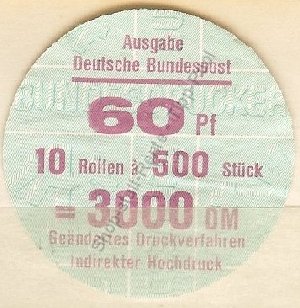 Ausgabe
Deutsche Bundespost
60 Pf
10 Rollen à 500 Stück
= 3000 DM
Geändertes Druckverfahren
Indirekter Hochdruck